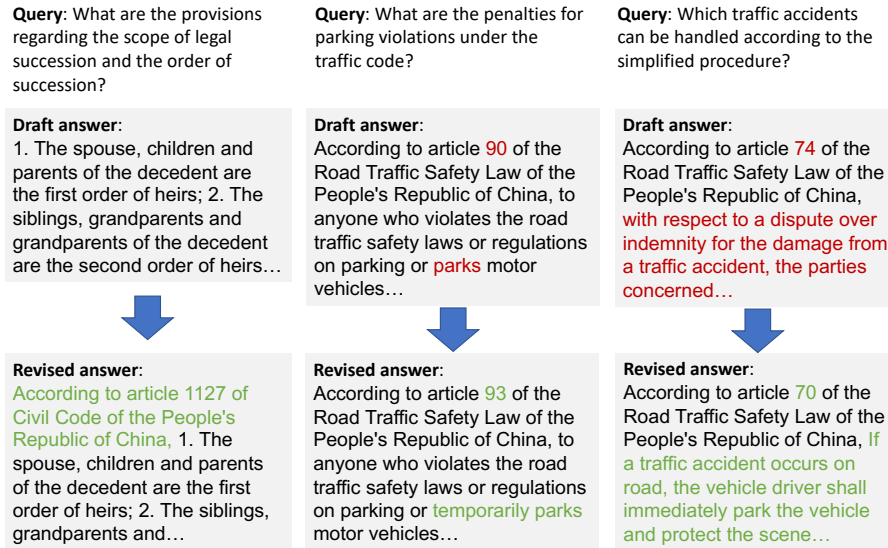 Query: What are the provisions
regarding the scope of legal
succession and the order of
succession?
Draft answer:
1. The spouse, children and
parents of the decedent are
the first order of heirs; 2. The
siblings, grandparents and
grandparents of the decedent
are the second order of heirs…
Revised answer:
According to article 1127 of
Civil Code of the People's
Republic of China, 1. The
spouse, children and parents
of the decedent are the first
order of heirs; 2. The siblings,
grandparents and…
Query: What are the penalties for
parking violations under the
traffic code?
Draft answer:
According to article 90 of the
Road Traffic Safety Law of the
People's Republic of China, to
anyone who violates the road
traffic safety laws or regulations
on parking or parks motor
vehicles…
Revised answer:
According to article 93 of the
Road Traffic Safety Law of the
People's Republic of China, to
anyone who violates the road
traffic safety laws or regulations
on parking or temporarily parks
motor vehicles…
Query: Which traffic accidents
can be handled according to the
simplified procedure?
Draft answer:
According to article 74 of the
Road Traffic Safety Law of the
People's Republic of China,
with respect to a dispute over
indemnity for the damage from
a traffic accident, the parties
concerned…
Revised answer:
According to article 70 of the
Road Traffic Safety Law of the
People's Republic of China, If
a traffic accident occurs on
road, the vehicle driver shall
immediately park the vehicle
and protect the scene…